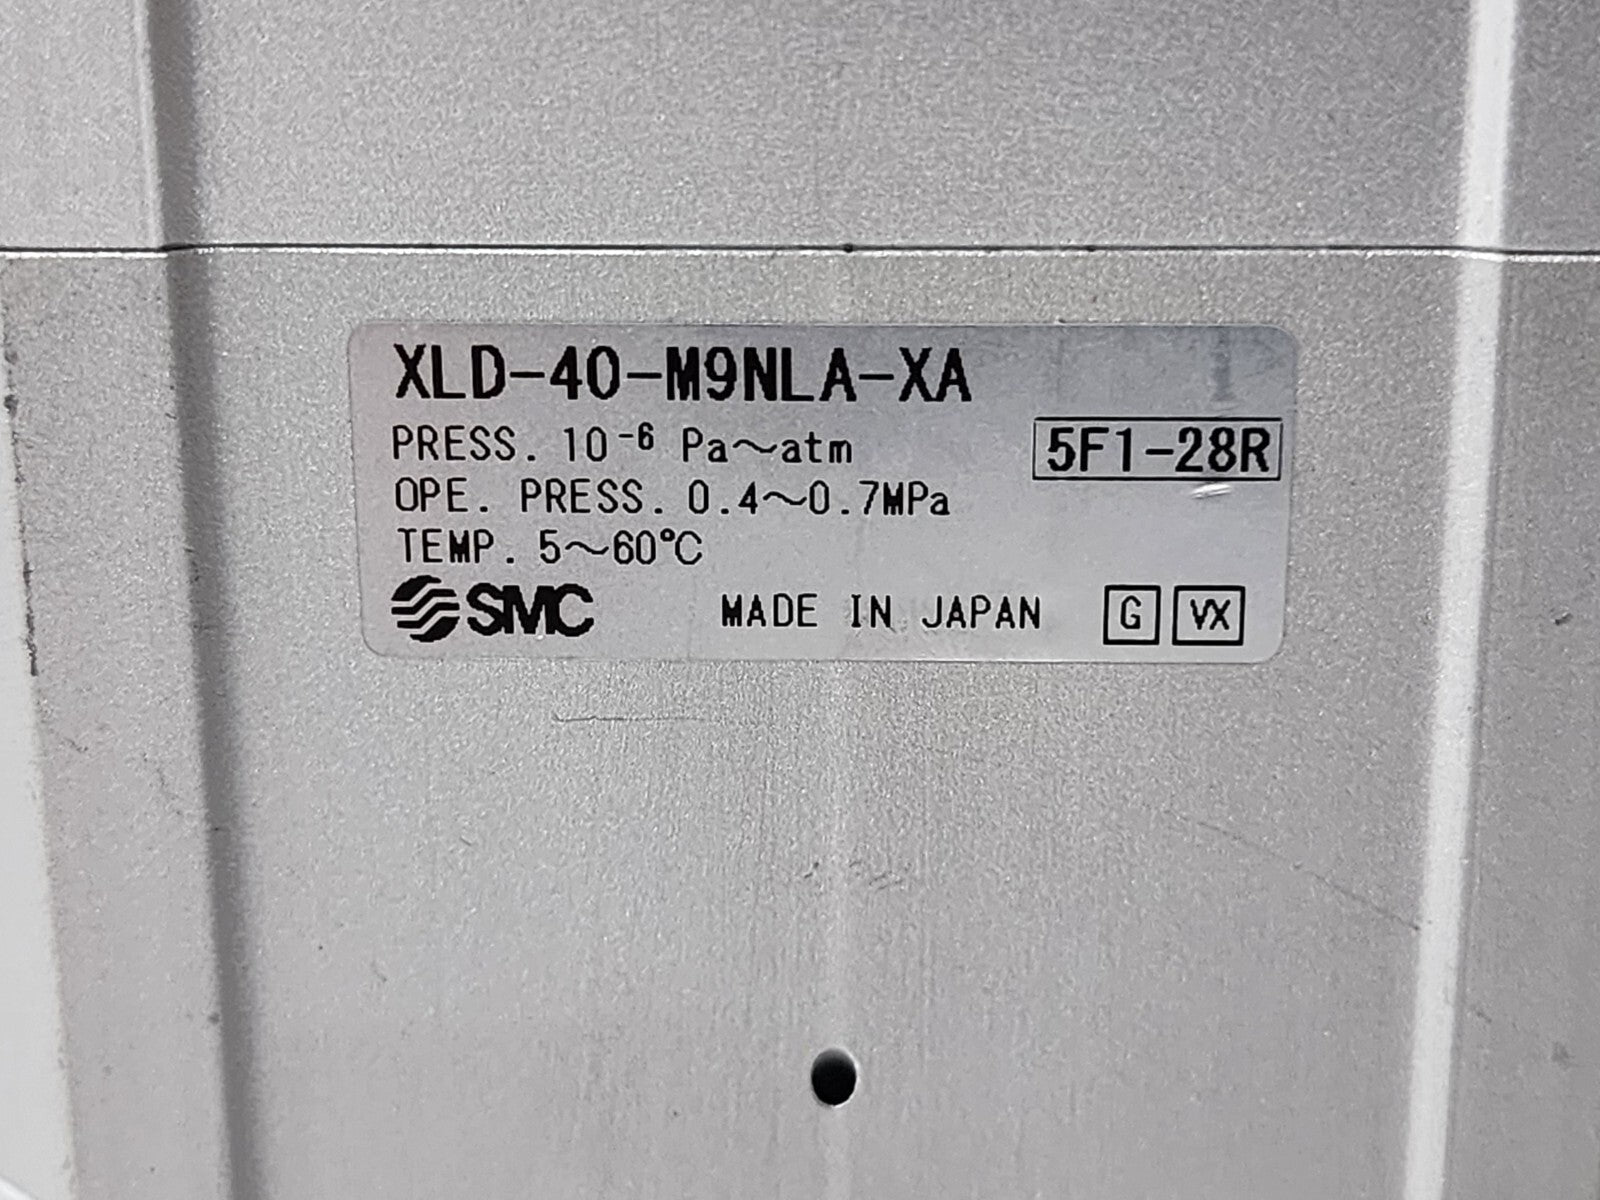 XLD-40-M9NLA-XA
PRESS. 10⁻⁶ Pa～atm
5F1-28R
OPE. PRESS. 0.4～0.7MPa
TEMP. 5～60℃
SMC MADE IN JAPAN G VX